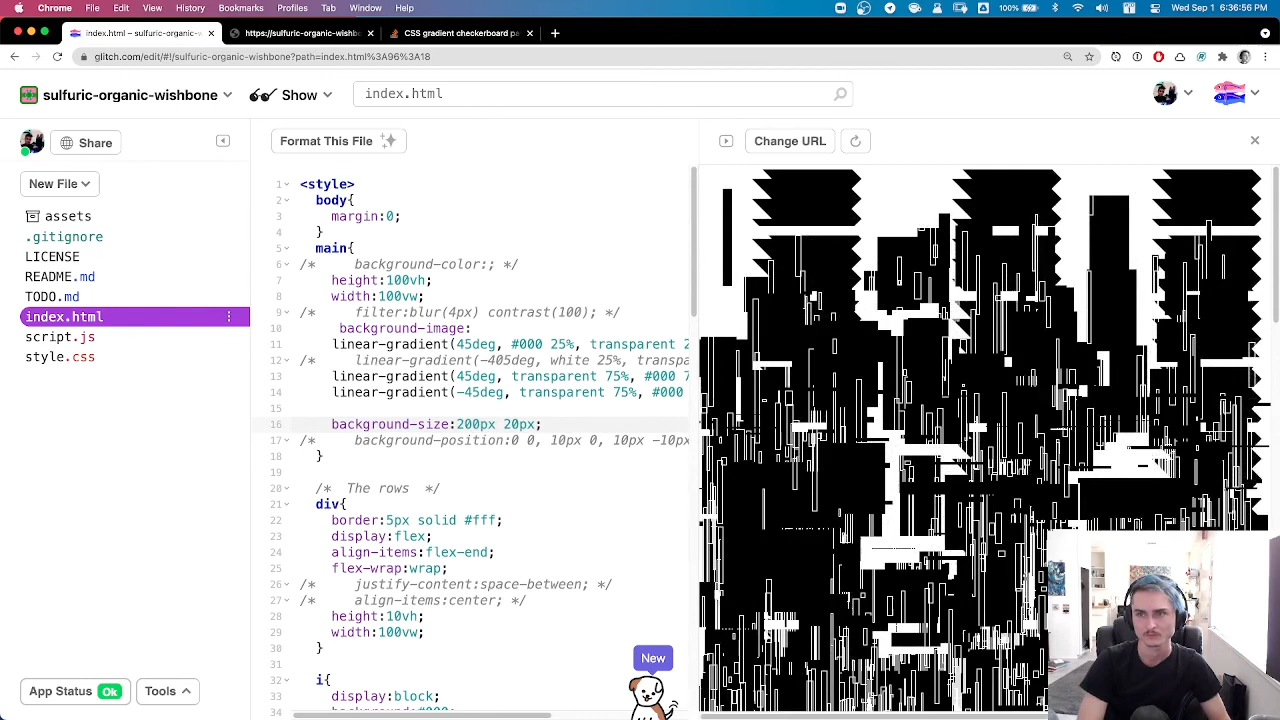 Chrome File Edit View History Bookmarks Profiles Tab Window Help 100% Wed Sep 1 6:36:56 PM
index.html – sulfuric-organic-w https://sulfuric-organic-wishbo CSS gradient checkerboard pa
glitch.com/edit/#!/sulfuric-organic-wishbone?path=index.html%3A96%3A18
sulfuric-organic-wishbone Show index.html
Share Format This File Change URL
New File
assets
.gitignore
LICENSE
README.md
TODO.md
index.html
script.js
style.css
1 <style>
2 body{
3 margin:0;
4 }
5 main{
6 /* background-color:; */
7 height:100vh;
8 width:100vw;
9 /* filter:blur(4px) contrast(100); */
10 background-image:
11 linear-gradient(45deg, #000 25%, transparent 2
12 /* linear-gradient(-405deg, white 25%, transpa
13 linear-gradient(45deg, transparent 75%, #000 7
14 linear-gradient(-45deg, transparent 75%, #000
15
16 background-size:200px 20px;
17 /* background-position:0 0, 10px 0, 10px -10px
18 }
19
20 /* The rows */
21 div{
22 border:5px solid #fff;
23 display:flex;
24 align-items:flex-end;
25 flex-wrap:wrap;
26 /* justify-content:space-between; */
27 /* align-items:center; */
28 height:10vh;
29 width:100vw;
30 }
31
32 i{
33 display:block;
34
New
App Status Ok Tools